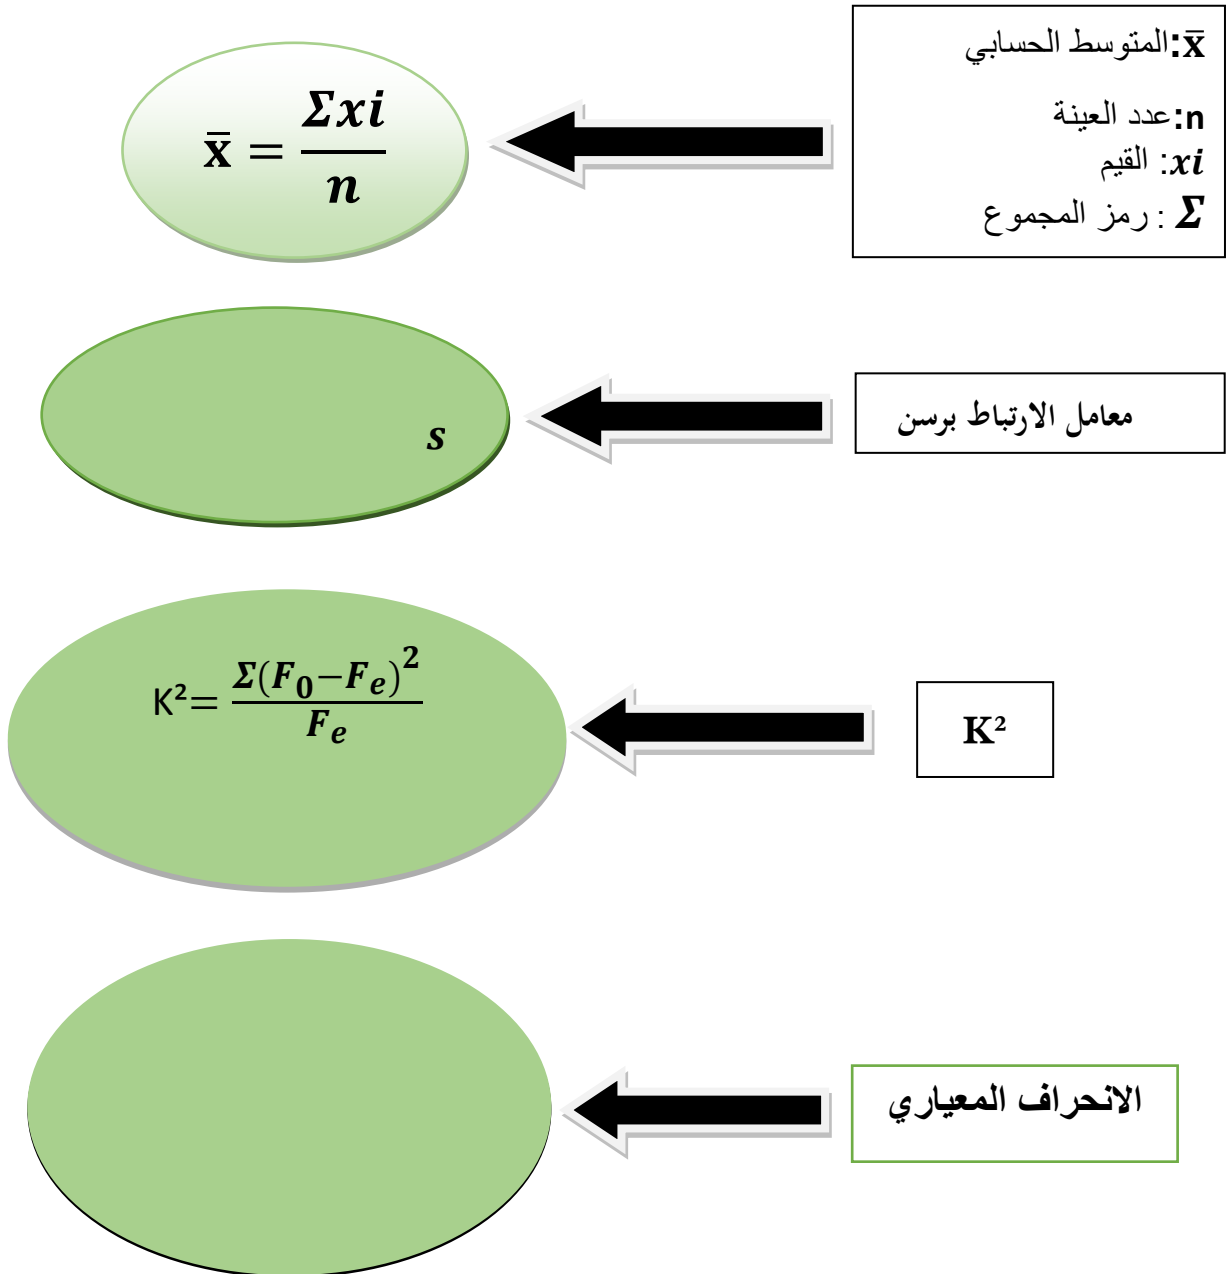 x̄:المتوسط الحسابي
n:عدد العينة
xi: القيم
Σ : رمز المجموع
x̄ = Σxi / n
معامل الارتباط برسن
s
K²
K²= Σ(F₀−Fₑ)² / Fₑ
الانحراف المعياري